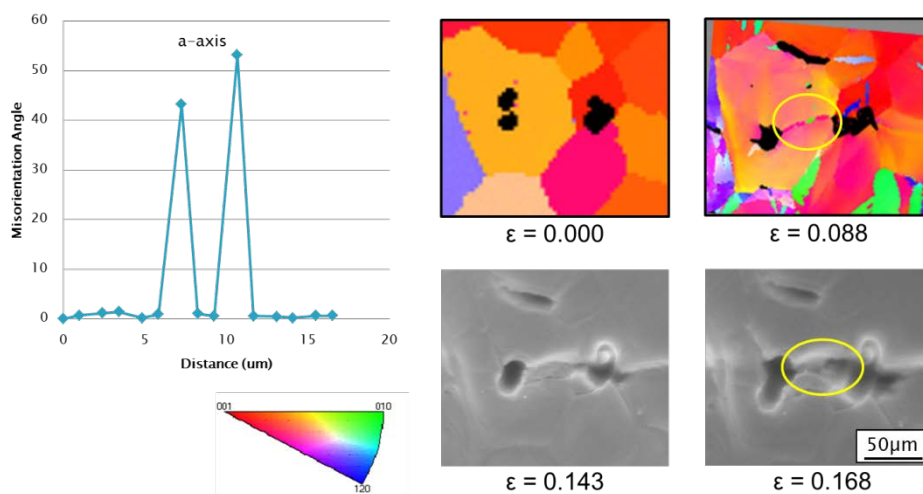 60
50
40
30
20
10
0
Misorientation Angle
a-axis
0 5 10 15 20
Distance (um)
001 010
120
ε = 0.000
ε = 0.088
ε = 0.143
50µm
ε = 0.168